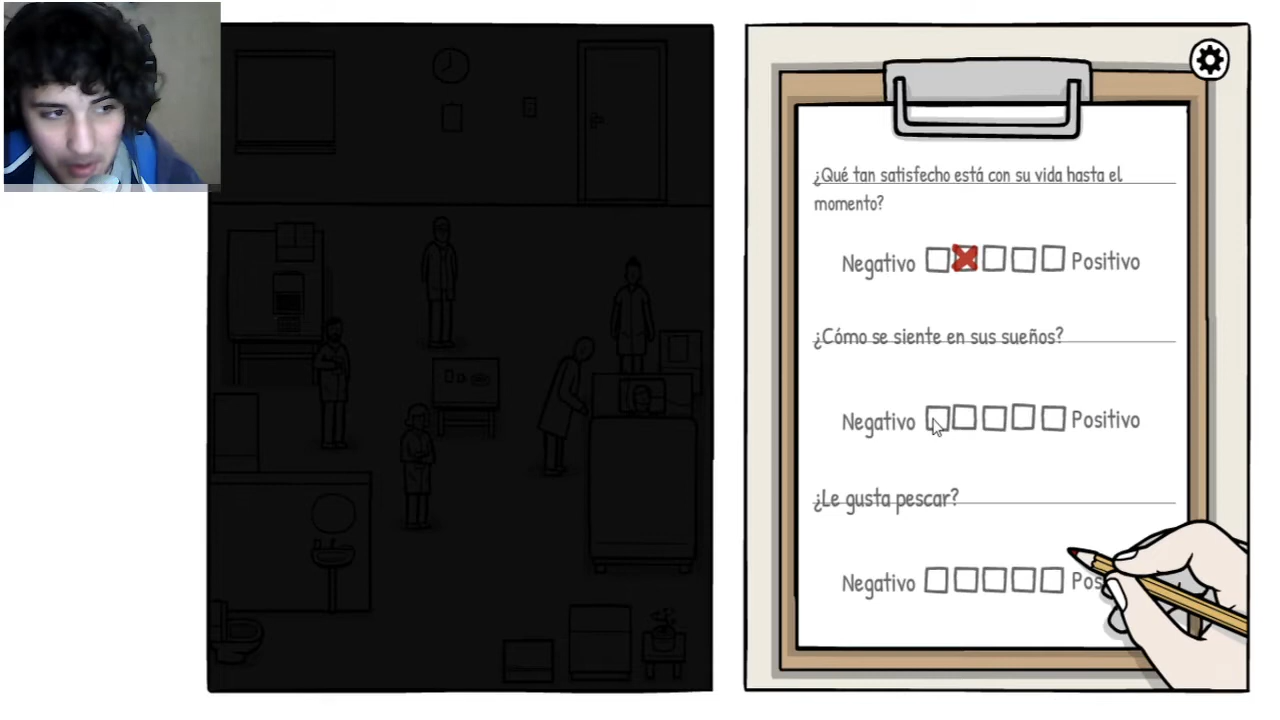 ¿Qué tan satisfecho está con su vida hasta el
momento?
Negativo Positivo
¿Cómo se siente en sus sueños?
Negativo Positivo
¿Le gusta pescar?
Negativo Pos